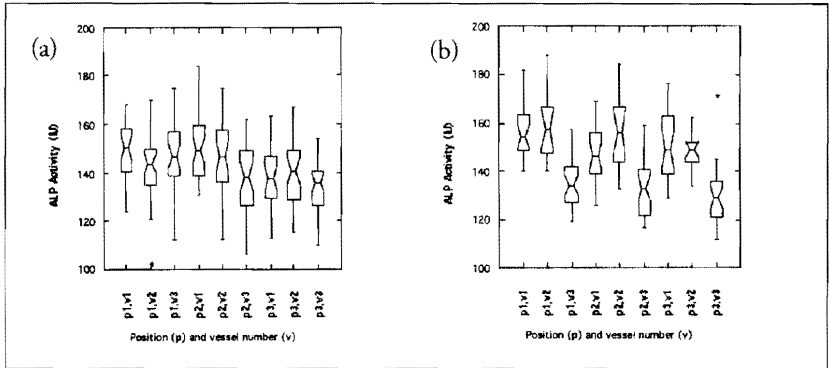 (a)
200
180
160
140
120
100
ALP Activity (IU)
p1,v1
p1,v2
p1,v3
p2,v1
p2,v2
p2,v3
p3,v1
p3,v2
p3,v3
Position (p) and vessel number (v)
(b)
200
180
160
140
120
100
ALP Activity (IU)
p1,v1
p1,v2
p1,v3
p2,v1
p2,v2
p2,v3
p3,v1
p3,v2
p3,v3
Position (p) and vessel number (v)